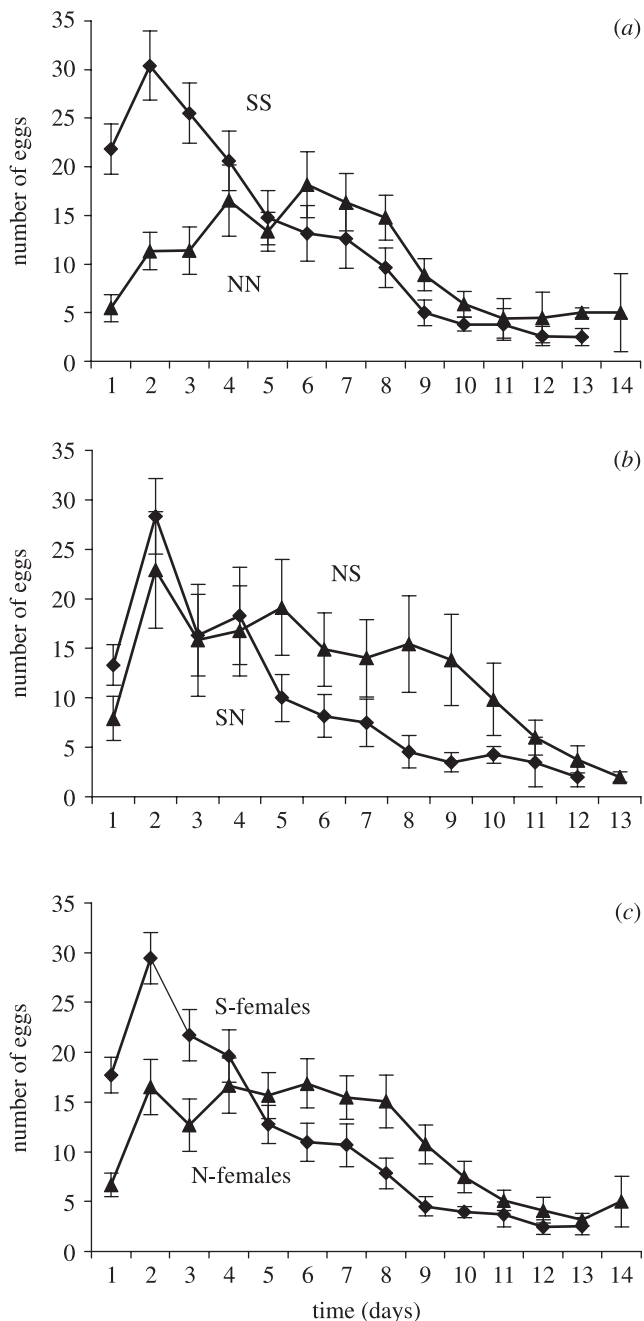 (a)
number of eggs
35
30
25
20
15
10
5
0
SS
NN
1 2 3 4 5 6 7 8 9 10 11 12 13 14
(b)
number of eggs
35
30
25
20
15
10
5
0
NS
SN
1 2 3 4 5 6 7 8 9 10 11 12 13
(c)
number of eggs
35
30
25
20
15
10
5
0
S-females
N-females
1 2 3 4 5 6 7 8 9 10 11 12 13 14
time (days)